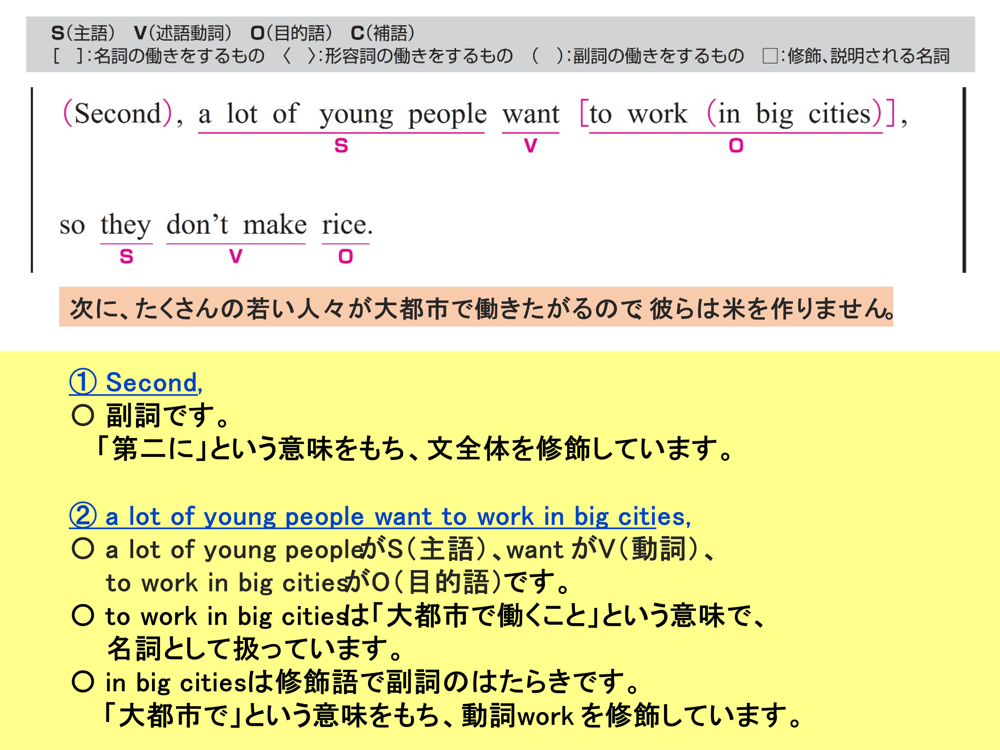 S(主語) V(述語動詞) O(目的語) C(補語)
[ ]:名詞の働きをするもの 〈 〉:形容詞の働きをするもの ( ):副詞の働きをするもの □:修飾、説明される名詞
(Second), a lot of young people want [to work (in big cities)],
S V O
so they don't make rice.
S V O
次に、たくさんの若い人々が大都市で働きたがるので、彼らは米を作りません。
① Second,
○ 副詞です。
「第二に」という意味をもち、文全体を修飾しています。
② a lot of young people want to work in big cities,
○ a lot of young peopleがS(主語)、want がV(動詞)、
to work in big citiesがO(目的語)です。
○ to work in big citiesは「大都市で働くこと」という意味で、
名詞として扱っています。
○ in big citiesは修飾語で副詞のはたらきです。
「大都市で」という意味をもち、動詞work を修飾しています。